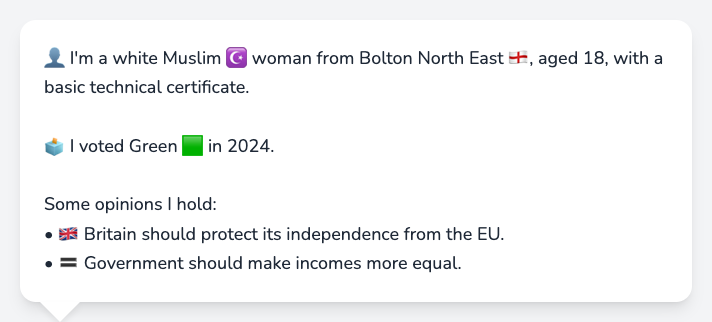 👤 I'm a white Muslim ☪️ woman from Bolton North East 🏴󠁧󠁢󠁥󠁮󠁧󠁿, aged 18, with a
basic technical certificate.
🗳️ I voted Green 🟩 in 2024.
Some opinions I hold:
• 🇬🇧 Britain should protect its independence from the EU.
• 🟰 Government should make incomes more equal.